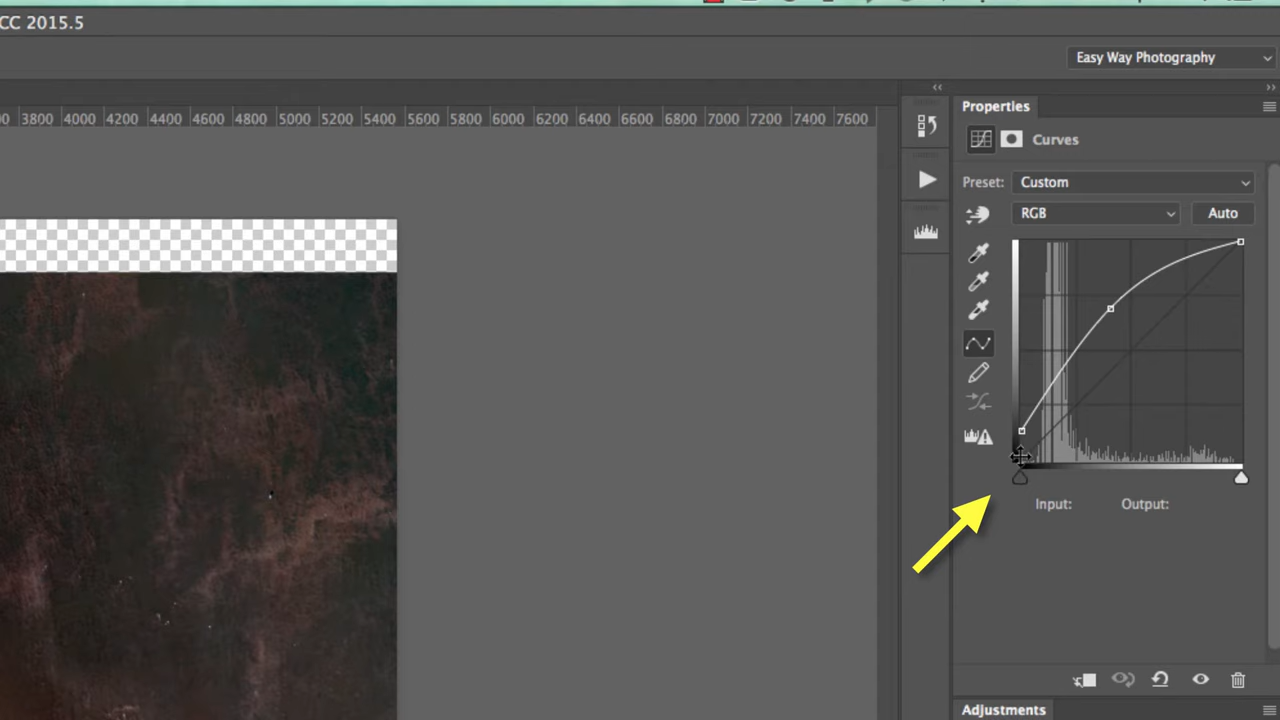 CC 2015.5
Easy Way Photography
3800 4000 4200 4400 4600 4800 5000 5200 5400 5600 5800 6000 6200 6400 6600 6800 7000 7200 7400 7600
Properties
Curves
Preset: Custom
RGB Auto
Input: Output:
Adjustments